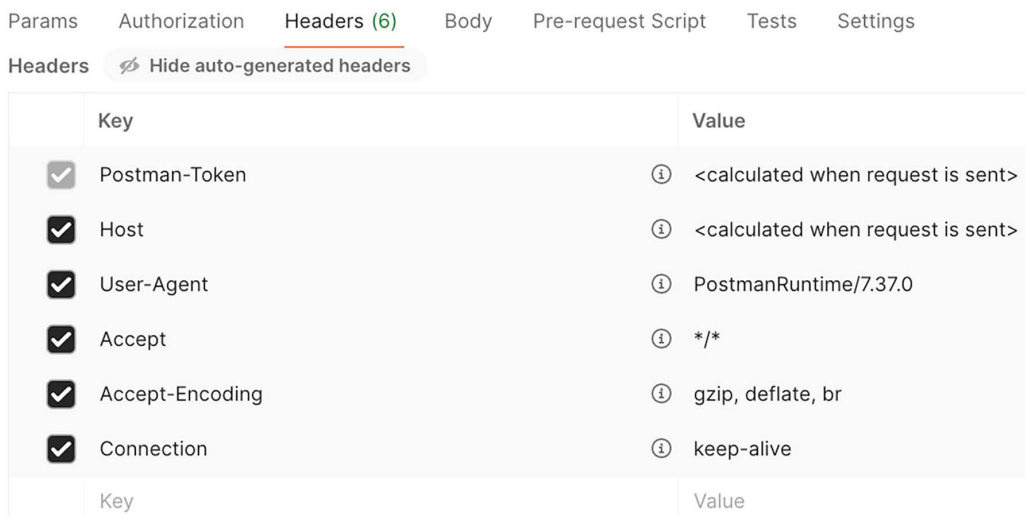 Params Authorization Headers (6) Body Pre-request Script Tests Settings
Headers Hide auto-generated headers
Key Value
Postman-Token <calculated when request is sent>
Host <calculated when request is sent>
User-Agent PostmanRuntime/7.37.0
Accept */*
Accept-Encoding gzip, deflate, br
Connection keep-alive
Key Value